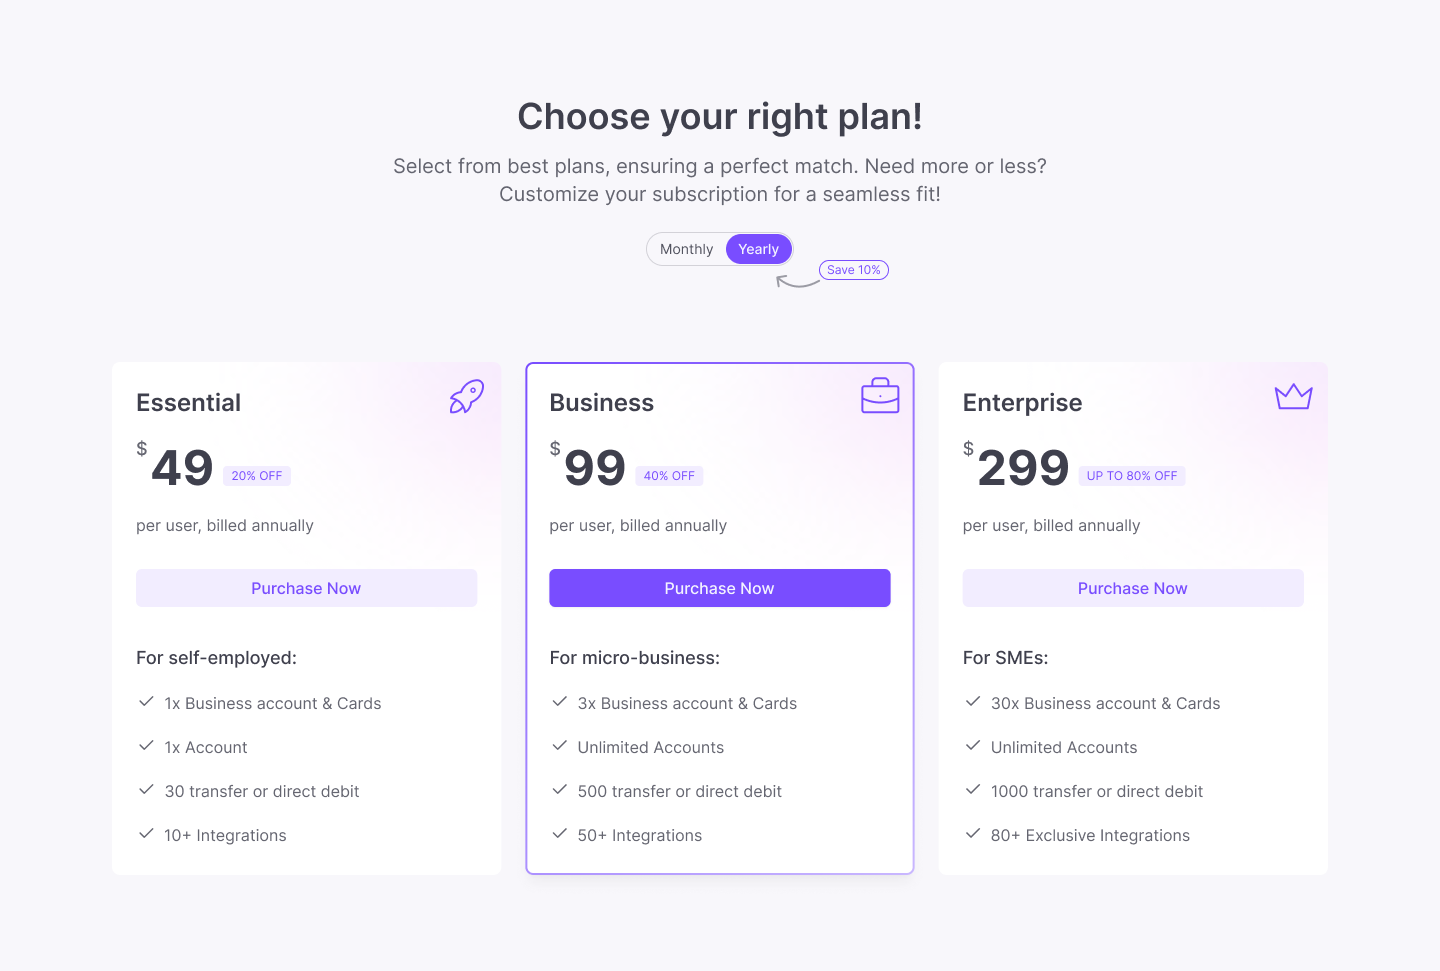 Choose your right plan!
Select from best plans, ensuring a perfect match. Need more or less?
Customize your subscription for a seamless fit!
Monthly Yearly
Save 10%
Essential
$49 20% OFF
per user, billed annually
Purchase Now
For self-employed:
1x Business account & Cards
1x Account
30 transfer or direct debit
10+ Integrations
Business
$99 40% OFF
per user, billed annually
Purchase Now
For micro-business:
3x Business account & Cards
Unlimited Accounts
500 transfer or direct debit
50+ Integrations
Enterprise
$299 UP TO 80% OFF
per user, billed annually
Purchase Now
For SMEs:
30x Business account & Cards
Unlimited Accounts
1000 transfer or direct debit
80+ Exclusive Integrations